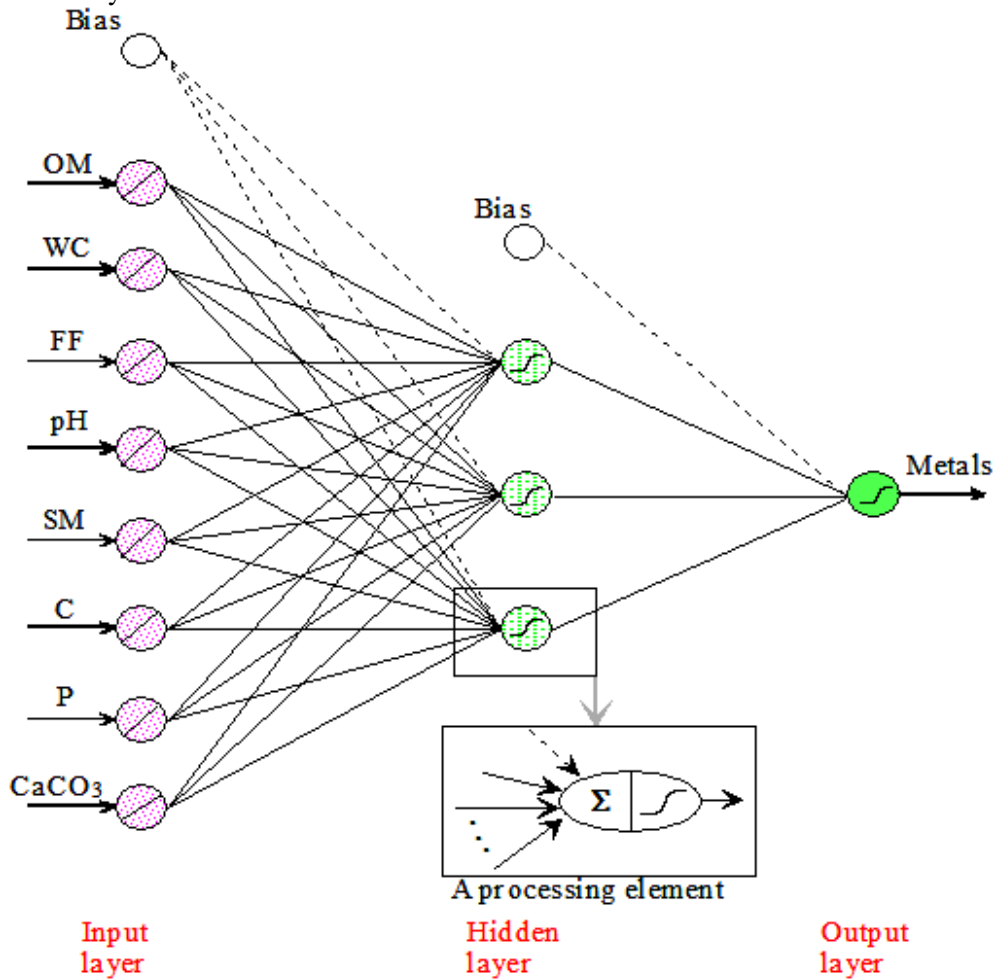 Bias
OM
Bias
WC
FF
pH
Metals
SM
C
P
CaCO₃
Σ
A processing element
Input
layer
Hidden
layer
Output
layer